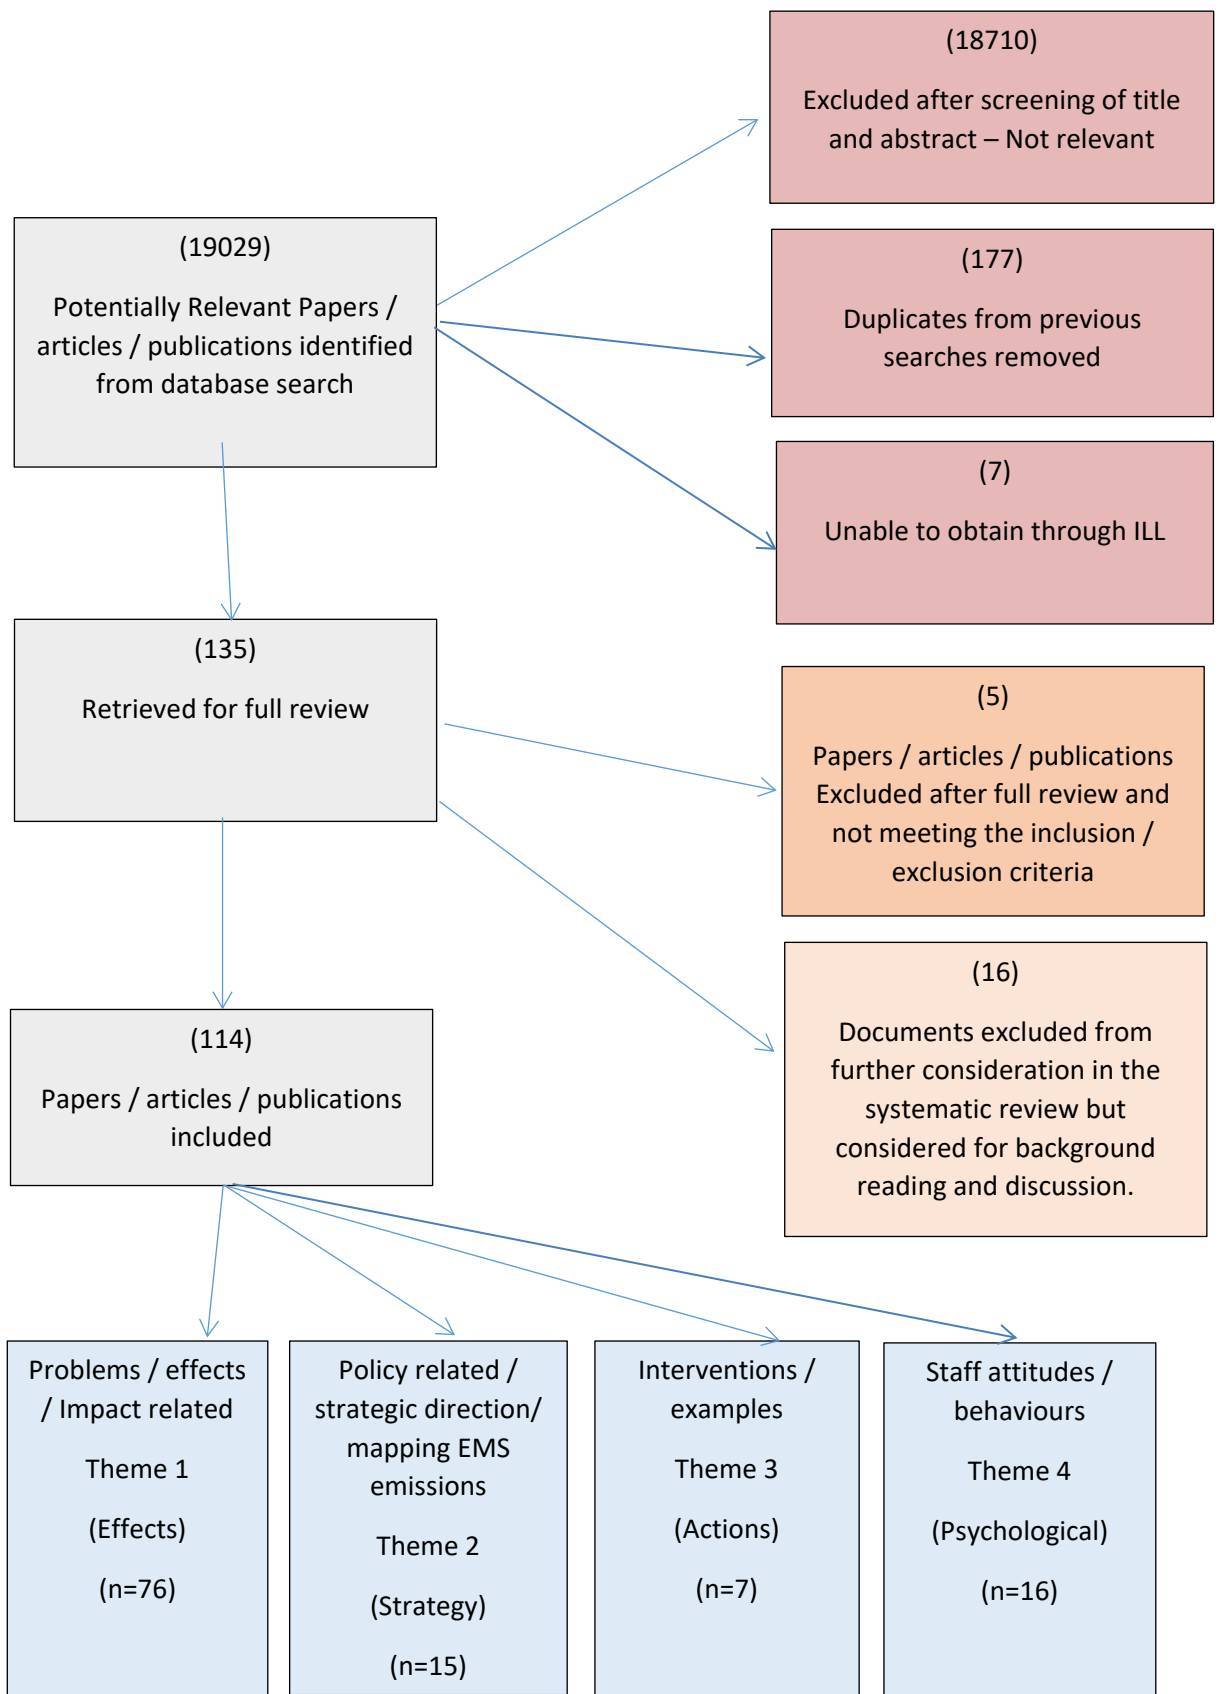 (18710)
Excluded after screening of title
and abstract – Not relevant
(19029)
Potentially Relevant Papers /
articles / publications identified
from database search
(177)
Duplicates from previous
searches removed
(7)
Unable to obtain through ILL
(135)
Retrieved for full review
(5)
Papers / articles / publications
Excluded after full review and
not meeting the inclusion /
exclusion criteria
(16)
Documents excluded from
further consideration in the
systematic review but
considered for background
reading and discussion.
(114)
Papers / articles / publications
included
Problems / effects
/ Impact related
Theme 1
(Effects)
(n=76)
Policy related /
strategic direction/
mapping EMS
emissions
Theme 2
(Strategy)
(n=15)
Interventions /
examples
Theme 3
(Actions)
(n=7)
Staff attitudes /
behaviours
Theme 4
(Psychological)
(n=16)